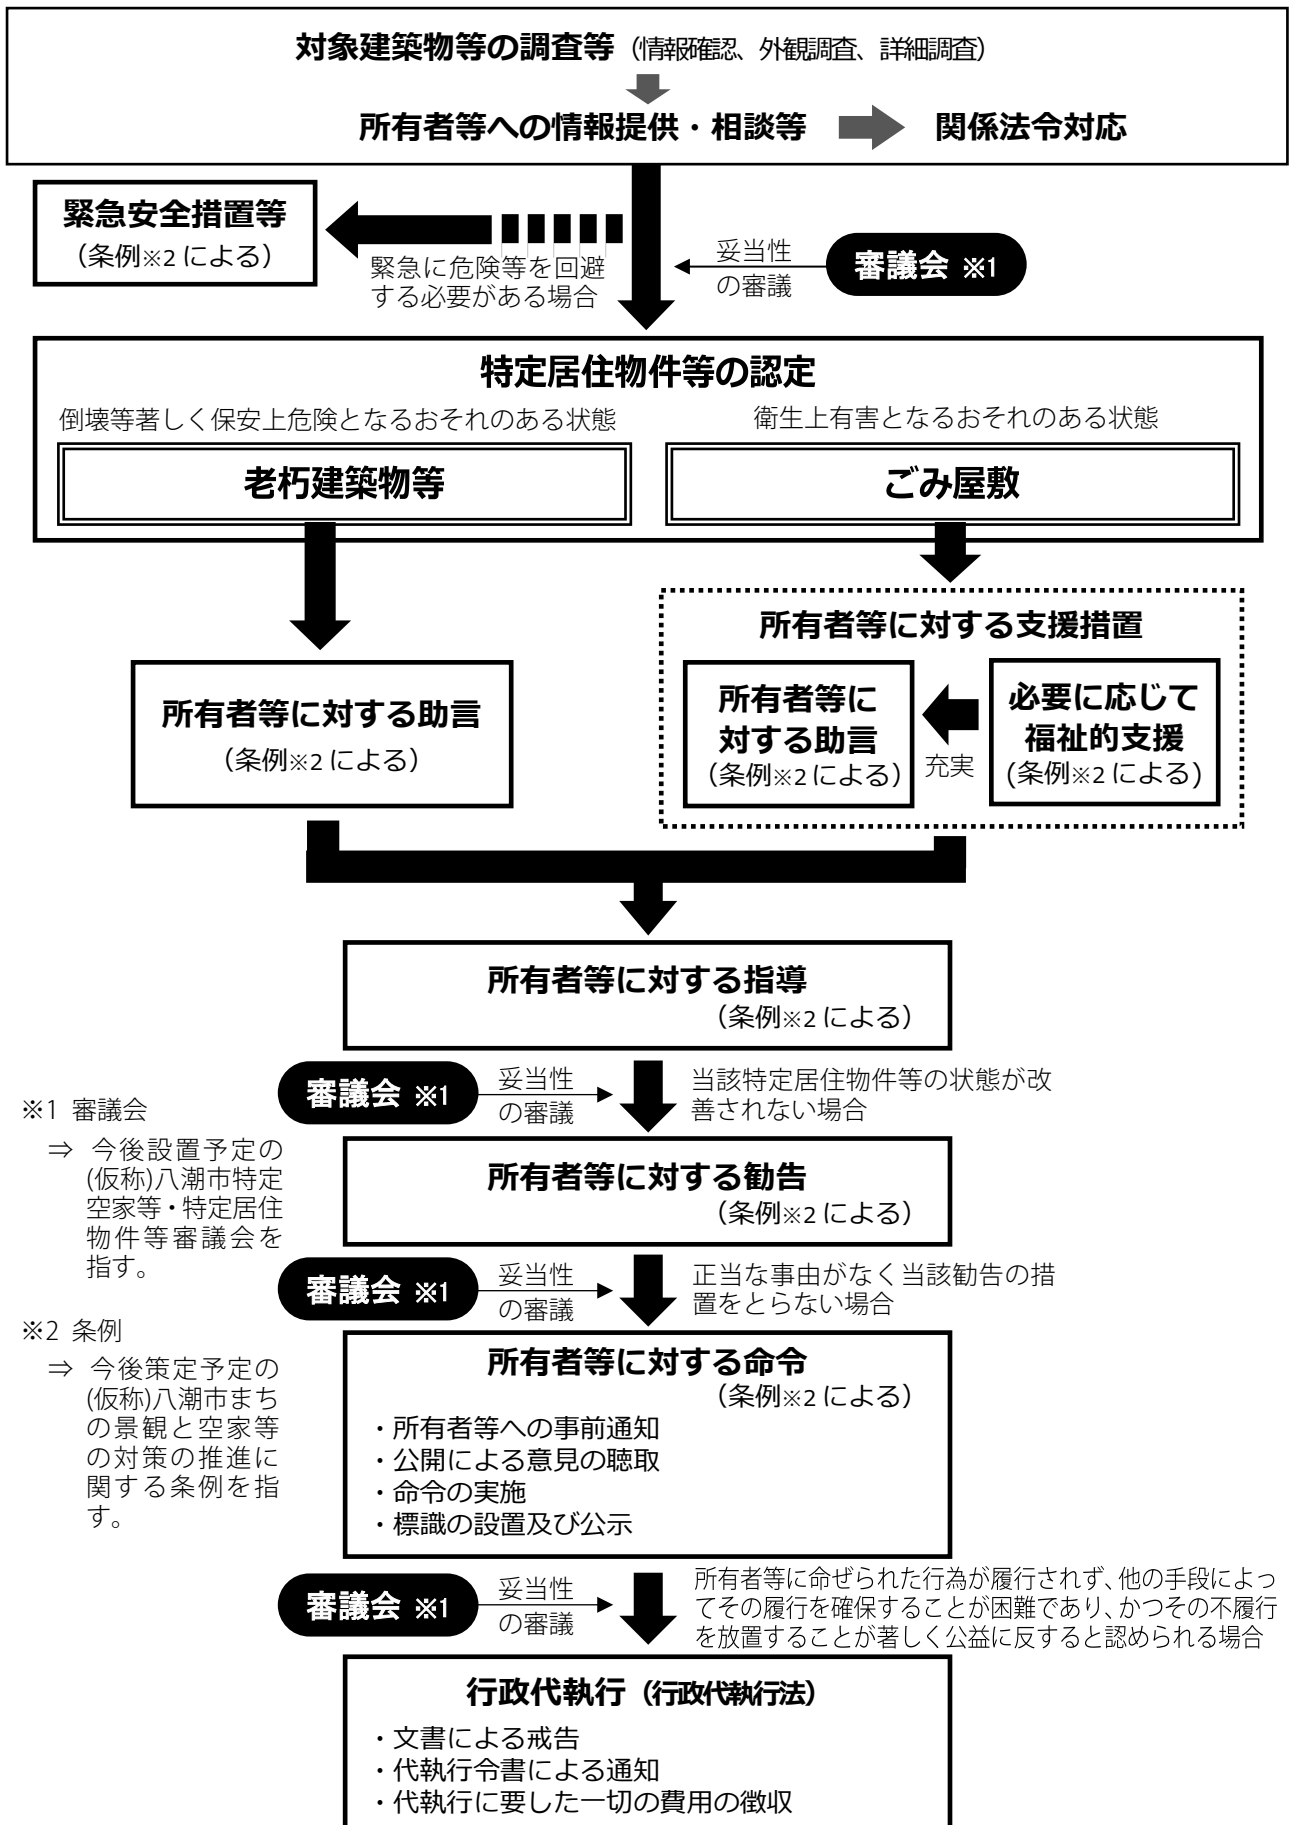 対象建築物等の調査等（情報確認、外観調査、詳細調査）
所有者等への情報提供・相談等
関係法令対応
緊急安全措置等
（条例※2による）
緊急に危険等を回避
する必要がある場合
妥当性
の審議
審議会 ※1
特定居住物件等の認定
倒壊等著しく保安上危険となるおそれのある状態
老朽建築物等
衛生上有害となるおそれのある状態
ごみ屋敷
所有者等に対する助言
（条例※2による）
所有者等に対する支援措置
所有者等に
対する助言
（条例※2による）
充実
必要に応じて
福祉的支援
(条例※2による)
所有者等に対する指導
（条例※2による）
審議会 ※1
妥当性
の審議
当該特定居住物件等の状態が改
善されない場合
所有者等に対する勧告
（条例※2による）
審議会 ※1
妥当性
の審議
正当な事由がなく当該勧告の措
置をとらない場合
所有者等に対する命令
（条例※2による）
・所有者等への事前通知
・公開による意見の聴取
・命令の実施
・標識の設置及び公示
審議会 ※1
妥当性
の審議
所有者等に命ぜられた行為が履行されず、他の手段によっ
てその履行を確保することが困難であり、かつその不履行
を放置することが著しく公益に反すると認められる場合
行政代執行（行政代執行法）
・文書による戒告
・代執行令書による通知
・代執行に要した一切の費用の徴収
※1 審議会
⇒ 今後設置予定の
(仮称)八潮市特定
空家等・特定居住
物件等審議会を
指す。
※2 条例
⇒ 今後策定予定の
(仮称)八潮市まち
の景観と空家等
の対策の推進に
関する条例を指
す。